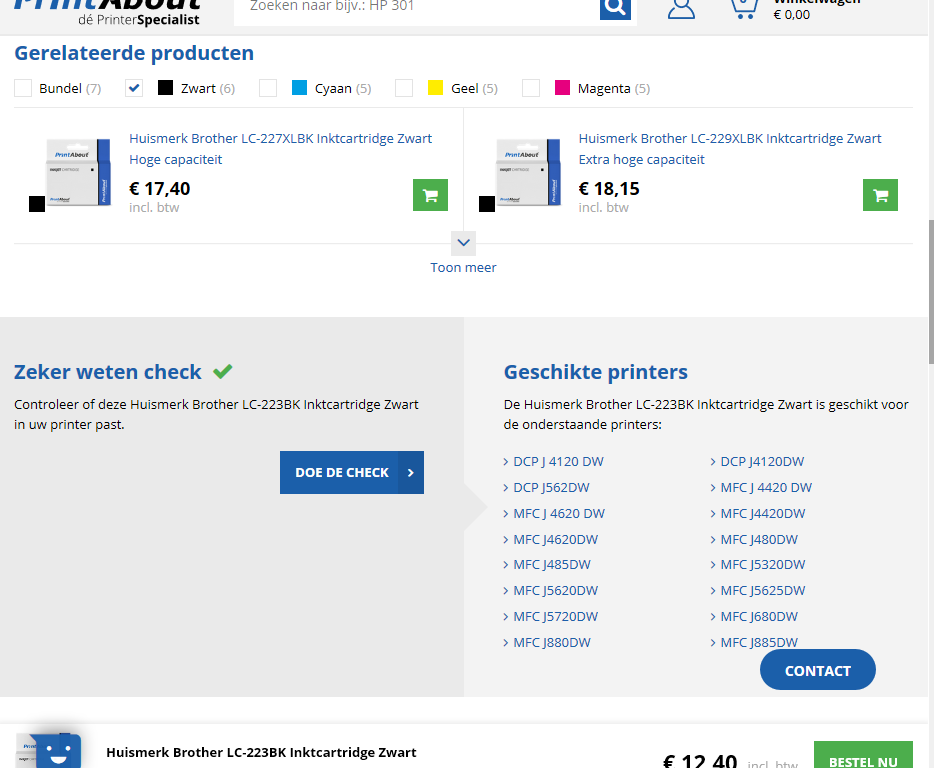 PrintAbout
dé PrinterSpecialist
Zoeken naar bijv.: HP 301
Winkelwagen
€ 0,00
Gerelateerde producten
Bundel (7)
Zwart (6)
Cyaan (5)
Geel (5)
Magenta (5)
Huismerk Brother LC-227XLBK Inktcartridge Zwart
Hoge capaciteit
€ 17,40
incl. btw
PrintAbout
Huismerk Brother LC-229XLBK Inktcartridge Zwart
Extra hoge capaciteit
€ 18,15
incl. btw
PrintAbout
Toon meer
Zeker weten check
Controleer of deze Huismerk Brother LC-223BK Inktcartridge Zwart
in uw printer past.
DOE DE CHECK
Geschikte printers
De Huismerk Brother LC-223BK Inktcartridge Zwart is geschikt voor
de onderstaande printers:
DCP J 4120 DW
DCP J4120DW
DCP J562DW
MFC J 4420 DW
MFC J 4620 DW
MFC J4420DW
MFC J4620DW
MFC J480DW
MFC J485DW
MFC J5320DW
MFC J5620DW
MFC J5625DW
MFC J5720DW
MFC J680DW
MFC J880DW
MFC J885DW
CONTACT
Huismerk Brother LC-223BK Inktcartridge Zwart
€ 12,40 incl. btw
BESTEL NU